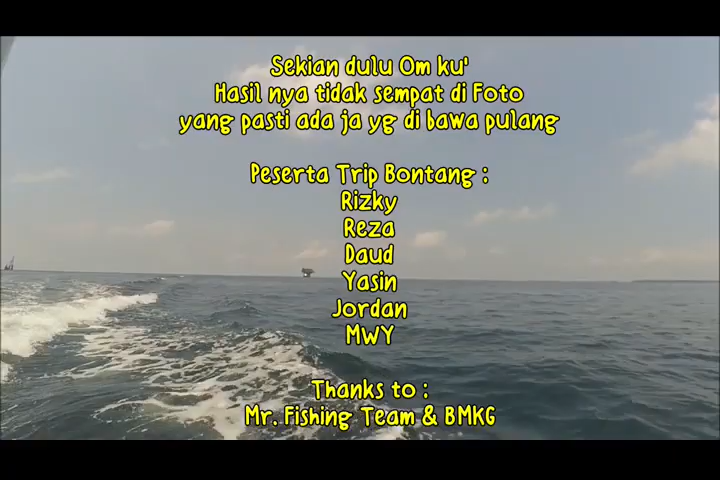 Sekian dulu Om ku'
Hasil nya tidak sempat di Foto
yang pasti ada ja yg di bawa pulang
Peserta Trip Bontang :
Rizky
Reza
Daud
Yasin
Jordan
MWY
Thanks to :
Mr. Fishing Team & BMKG